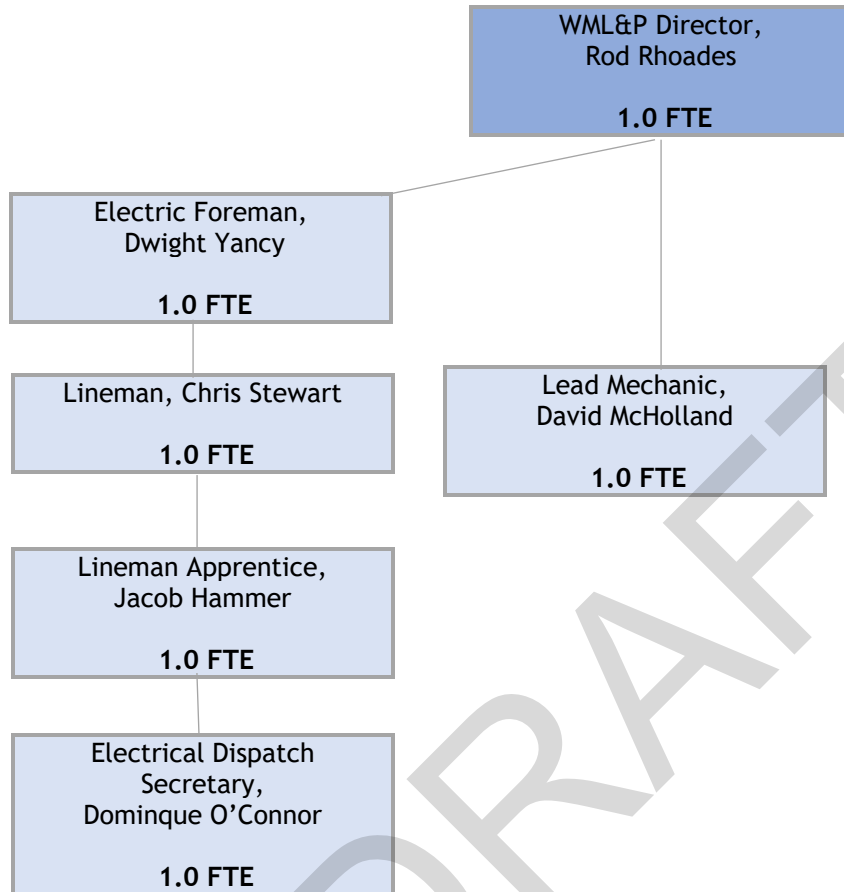 WML&P Director,
Rod Rhoades
1.0 FTE
Electric Foreman,
Dwight Yancy
1.0 FTE
Lineman, Chris Stewart
1.0 FTE
Lead Mechanic,
David McHolland
1.0 FTE
Lineman Apprentice,
Jacob Hammer
1.0 FTE
Electrical Dispatch
Secretary,
Dominque O’Connor
1.0 FTE
DRAFT